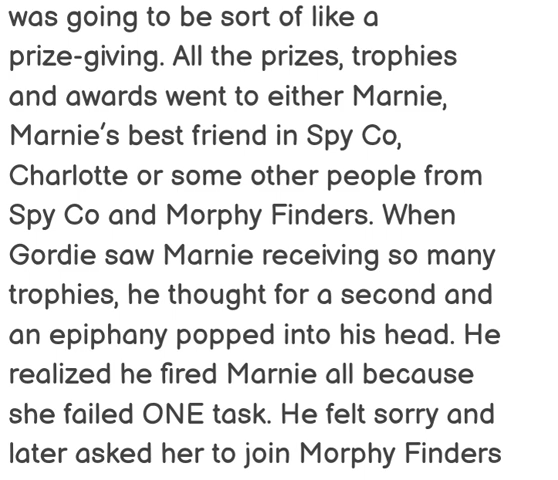 was going to be sort of like a
prize-giving. All the prizes, trophies
and awards went to either Marnie,
Marnie's best friend in Spy Co,
Charlotte or some other people from
Spy Co and Morphy Finders. When
Gordie saw Marnie receiving so many
trophies, he thought for a second and
an epiphany popped into his head. He
realized he fired Marnie all because
she failed ONE task. He felt sorry and
later asked her to join Morphy Finders